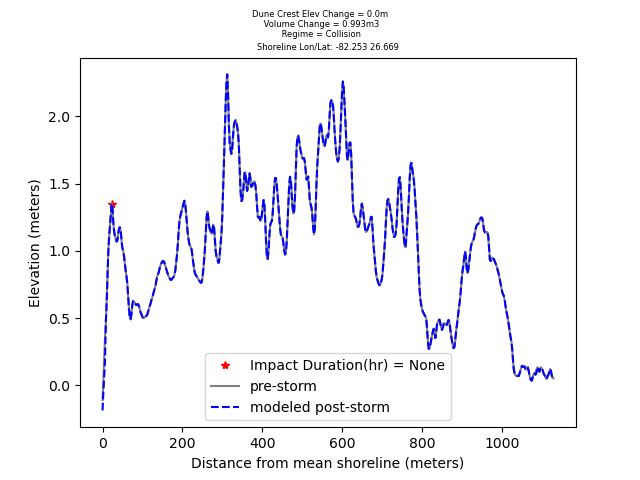 Dune Crest Elev Change = 0.0m
Volume Change = 0.993m3
Regime = Collision
Shoreline Lon/Lat: -82.253 26.669
2.0
1.5
1.0
0.5
0.0
Elevation (meters)
Impact Duration(hr) = None
pre-storm
modeled post-storm
0 200 400 600 800 1000
Distance from mean shoreline (meters)